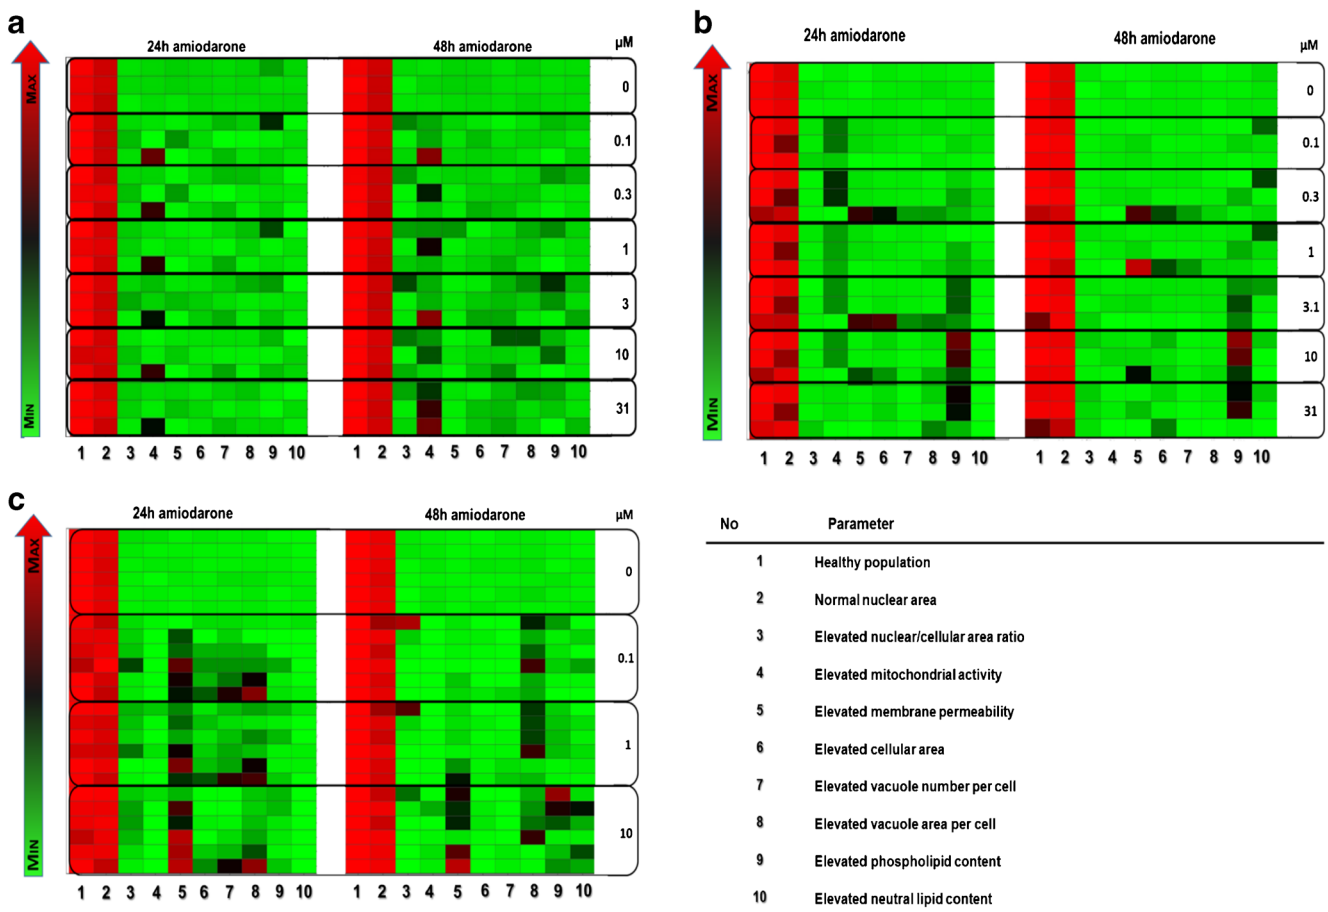 a
24h amiodarone
48h amiodarone
µM
MAX
MIN
0
0.1
0.3
1
3
10
31
1 2 3 4 5 6 7 8 9 10
1 2 3 4 5 6 7 8 9 10
b
24h amiodarone
48h amiodarone
µM
MAX
MIN
0
0.1
0.3
1
3.1
10
31
1 2 3 4 5 6 7 8 9 10
1 2 3 4 5 6 7 8 9 10
c
24h amiodarone
48h amiodarone
µM
MAX
MIN
0
0.1
1
10
1 2 3 4 5 6 7 8 9 10
1 2 3 4 5 6 7 8 9 10
No Parameter
1 Healthy population
2 Normal nuclear area
3 Elevated nuclear/cellular area ratio
4 Elevated mitochondrial activity
5 Elevated membrane permeability
6 Elevated cellular area
7 Elevated vacuole number per cell
8 Elevated vacuole area per cell
9 Elevated phospholipid content
10 Elevated neutral lipid content